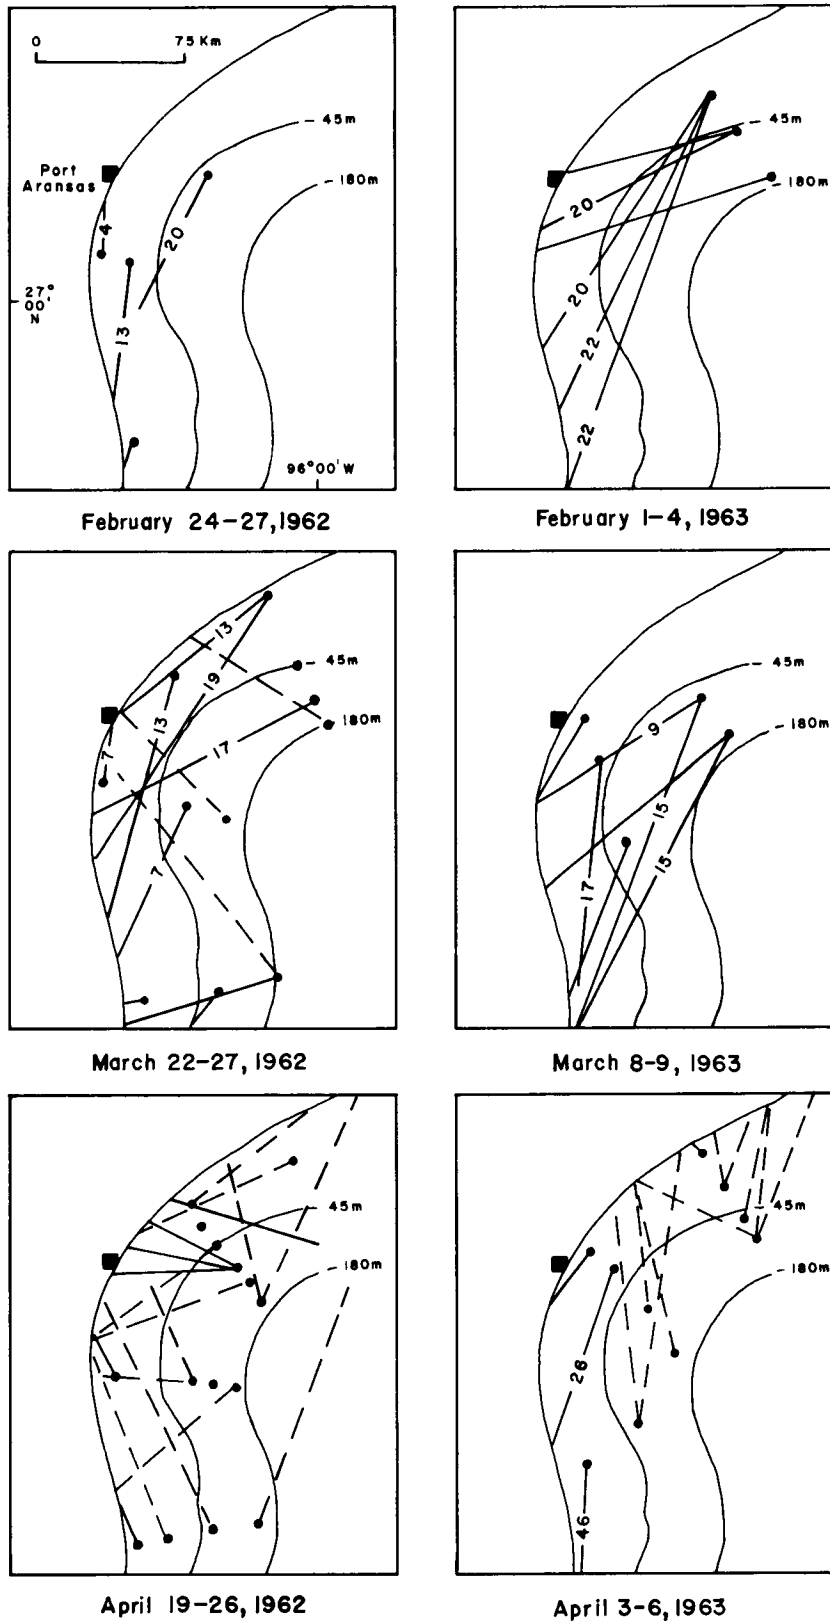 0 75 Km
Port
Aransas
45m
180m
4
20
13
27°
00'
N
96°00'W
February 24-27, 1962
45m
180m
20
20
22
22
February 1-4, 1963
13
19
45m
13
7
17
180m
7
March 22-27, 1962
45m
9
180m
15
15
17
March 8-9, 1963
45m
180m
April 19-26, 1962
45m
180m
26
46
April 3-6, 1963